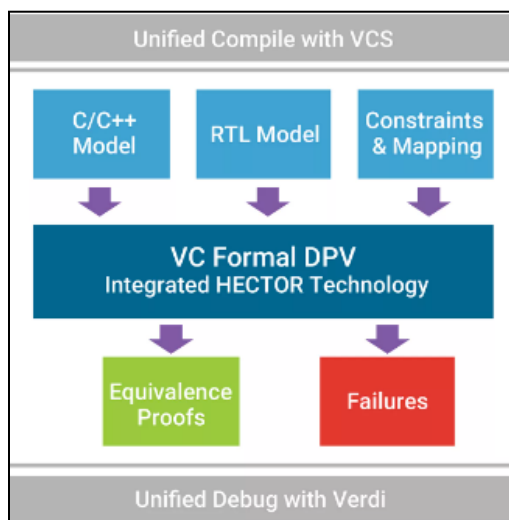 Unified Compile with VCS
C/C++
Model
RTL Model
Constraints
& Mapping
VC Formal DPV
Integrated HECTOR Technology
Equivalence
Proofs
Failures
Unified Debug with Verdi